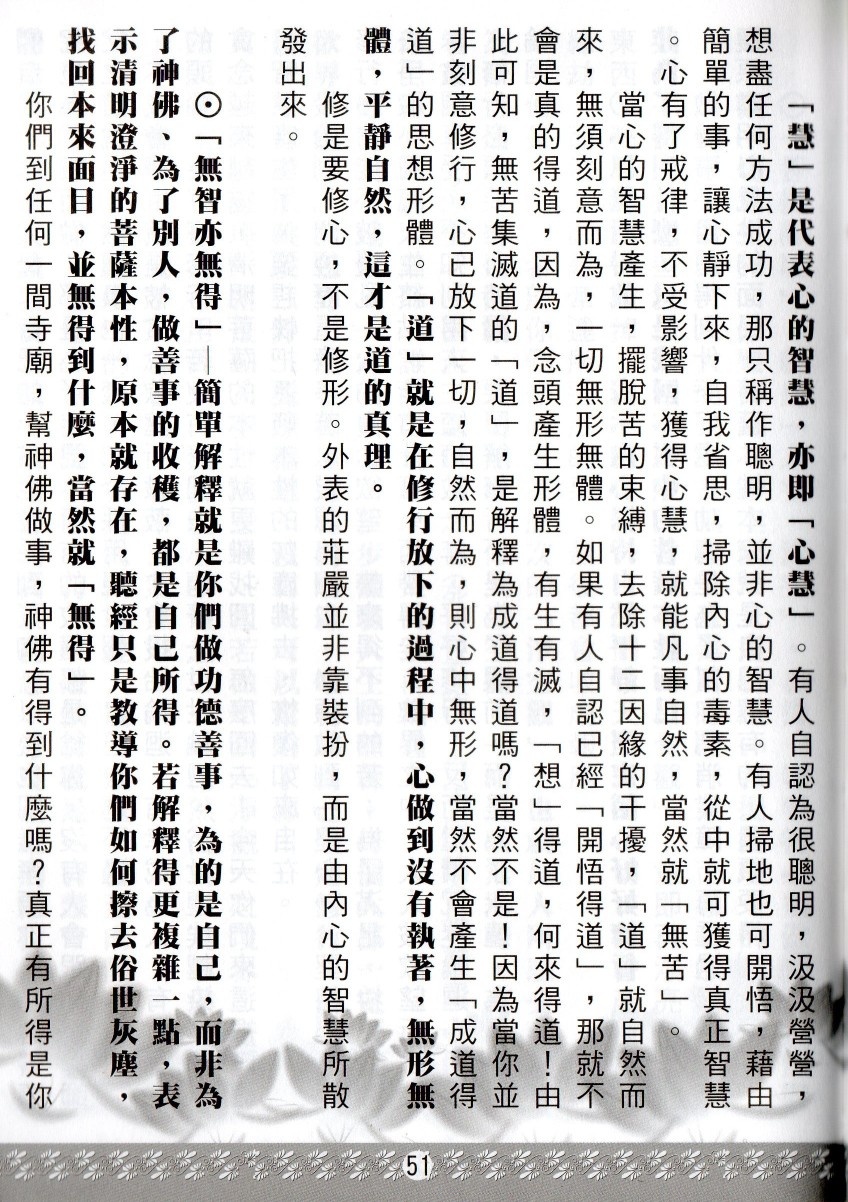 「慧」是代表心的智慧，亦即「心慧」。有人自認為很聰明，汲汲營營，
想盡任何方法成功，那只稱作聰明，並非心的智慧。有人掃地也可開悟，藉由
簡單的事，讓心靜下來，自我省思，掃除內心的毒素，從中就可獲得真正智慧
。心有了戒律，不受影響，獲得心慧，就能凡事自然，當然就「無苦」。
當心的智慧產生，擺脫苦的束縛，去除十二因緣的干擾，「道」就自然而
來，無須刻意而為，一切無形無體。如果有人自認已經「開悟得道」，那就不
會是真的得道，因為，念頭產生形體，有生有滅，「想」得道，何來得道！由
此可知，無苦集滅道的「道」，是解釋為成道得道嗎？當然不是！因為當你並
非刻意修行，心已放下一切，自然而為，則心中無形，當然不會產生「成道得
道」的思想形體。「道」就是在修行放下的過程中，心做到沒有執著，無形無
體，平靜自然，這才是道的真理。
修是要修心，不是修形。外表的莊嚴並非靠裝扮，而是由內心的智慧所散
發出來。
⊙「無智亦無得」，簡單解釋就是你們做功德善事，為的是自己，而非為
了神佛、為了別人，做善事的收穫，都是自己所得。若解釋得更複雜一點，表
示清明澄淨的菩薩本性，原本就存在，聽經只是教導你們如何擦去俗世灰塵，
找回本來面目，並無得到什麼，當然就「無得」。
你們到任何一間寺廟，幫神佛做事，神佛有得到什麼嗎？真正有所得是你
51